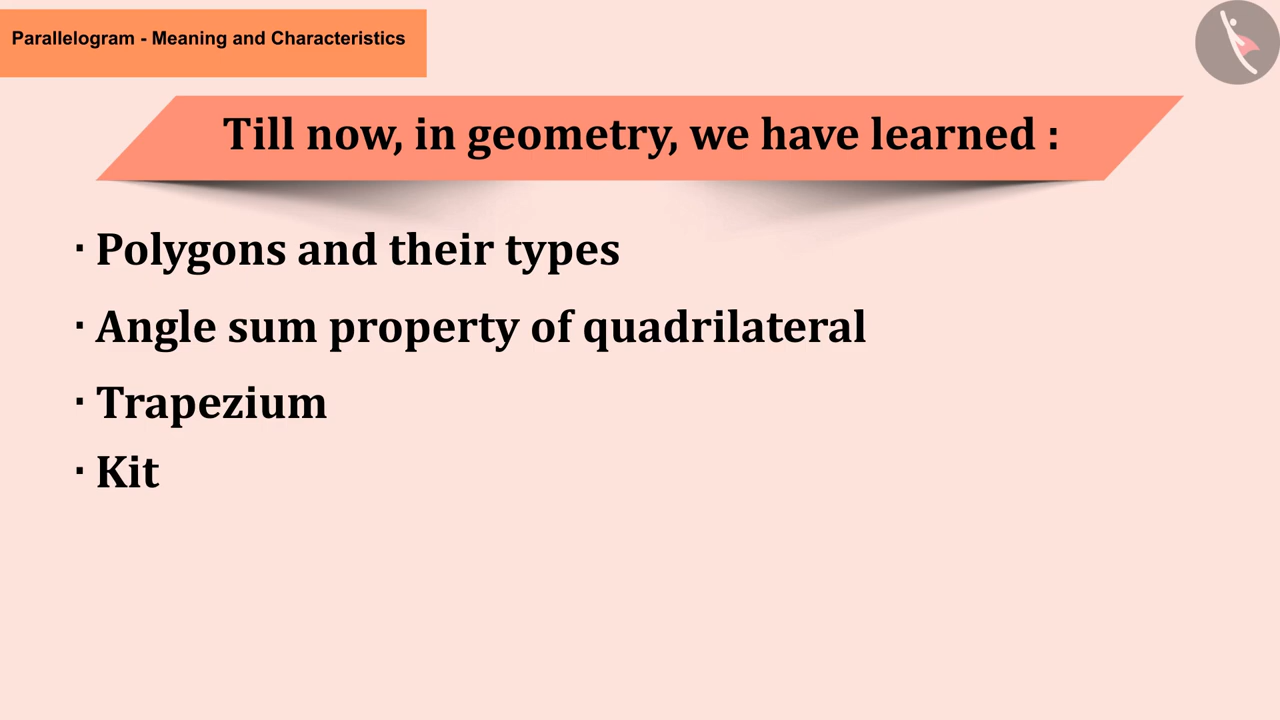 Parallelogram - Meaning and Characteristics
Till now, in geometry, we have learned :
· Polygons and their types
· Angle sum property of quadrilateral
· Trapezium
· Kit